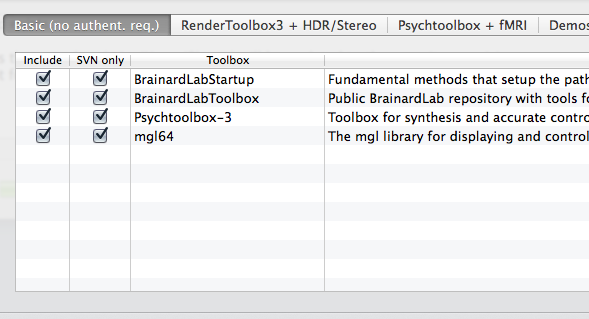 Basic (no authent. req.) RenderToolbox3 + HDR/Stereo Psychtoolbox + fMRI Demos
Include SVN only Toolbox
BrainardLabStartup Fundamental methods that setup the path
BrainardLabToolbox Public BrainardLab repository with tools fo
Psychtoolbox-3 Toolbox for synthesis and accurate contro
mgl64 The mgl library for displaying and control